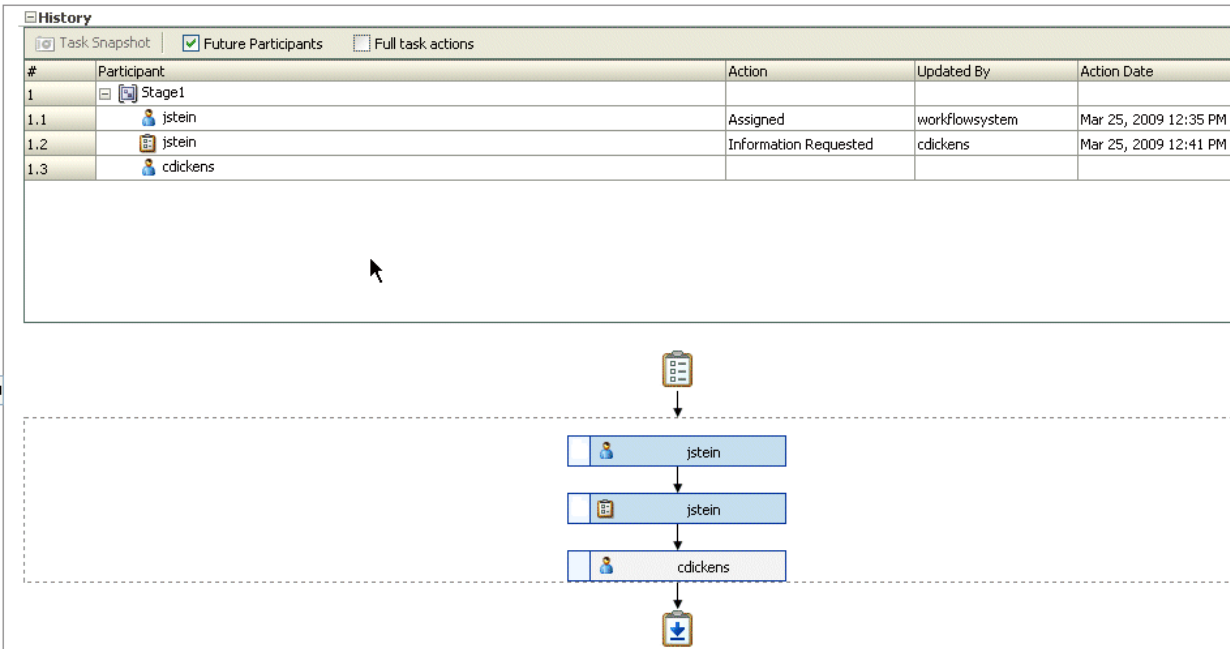 History
Task Snapshot Future Participants Full task actions
# Participant Action Updated By Action Date
1 Stage1
1.1 jstein Assigned workflowsystem Mar 25, 2009 12:35 PM
1.2 jstein Information Requested cdickens Mar 25, 2009 12:41 PM
1.3 cdickens
jstein
jstein
cdickens